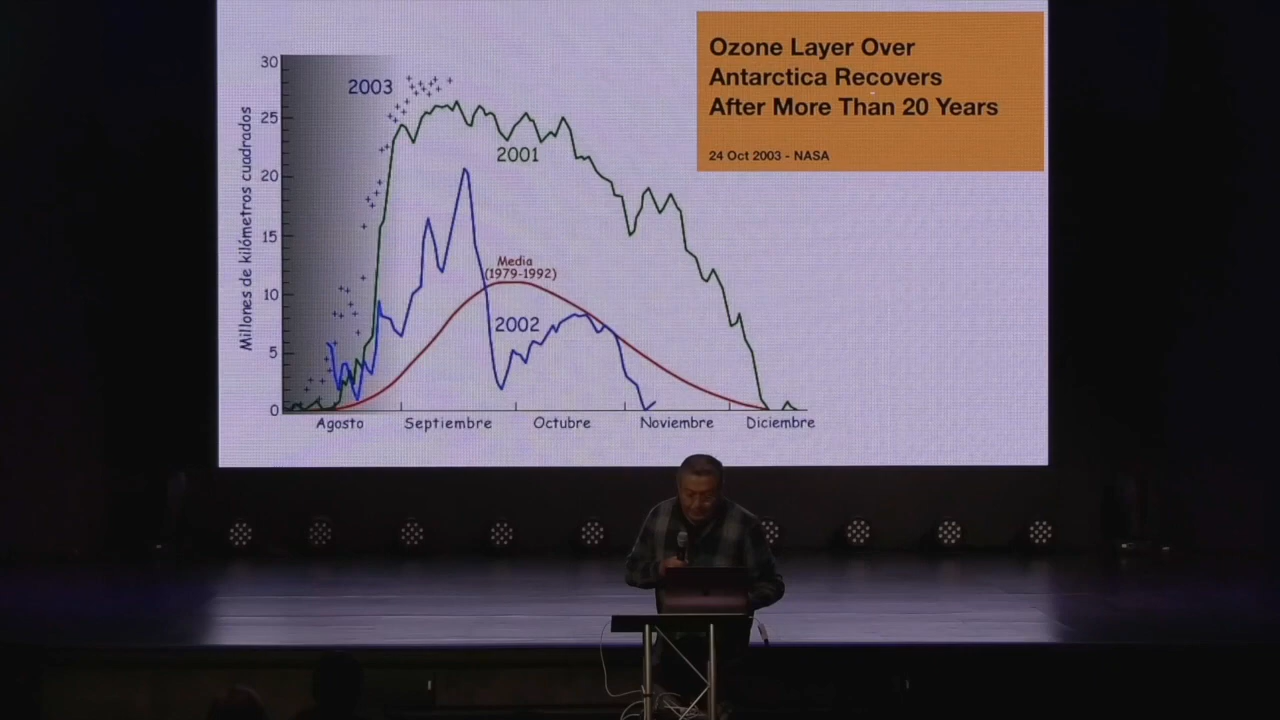 Ozone Layer Over
Antarctica Recovers
After More Than 20 Years
24 Oct 2003 - NASA
Millones de kilómetros cuadrados
30
25
20
15
10
5
0
2003
2001
Media
(1979-1992)
2002
Agosto Septiembre Octubre Noviembre Diciembre